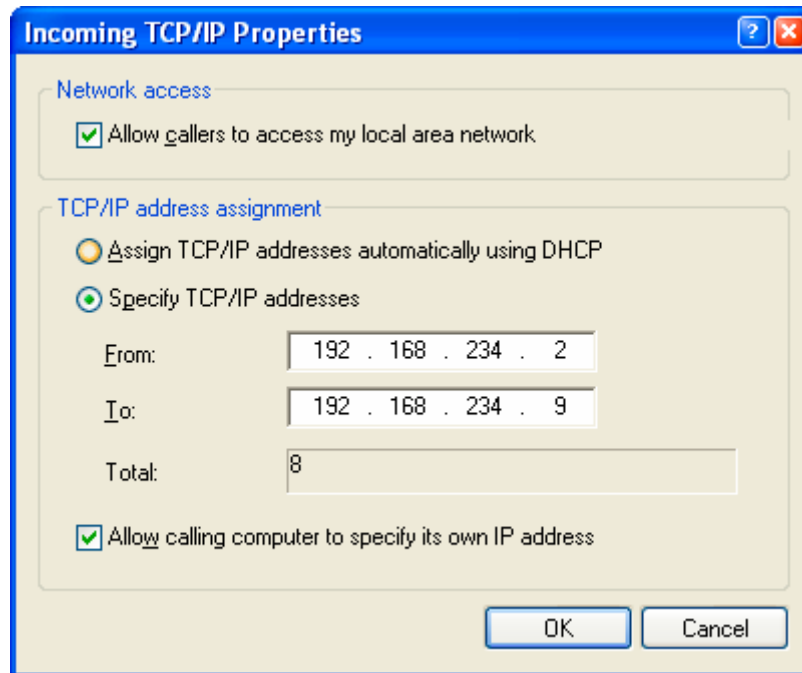 Incoming TCP/IP Properties
Network access
Allow callers to access my local area network
TCP/IP address assignment
Assign TCP/IP addresses automatically using DHCP
Specify TCP/IP addresses
From: 192 . 168 . 234 . 2
To: 192 . 168 . 234 . 9
Total: 8
Allow calling computer to specify its own IP address
OK Cancel